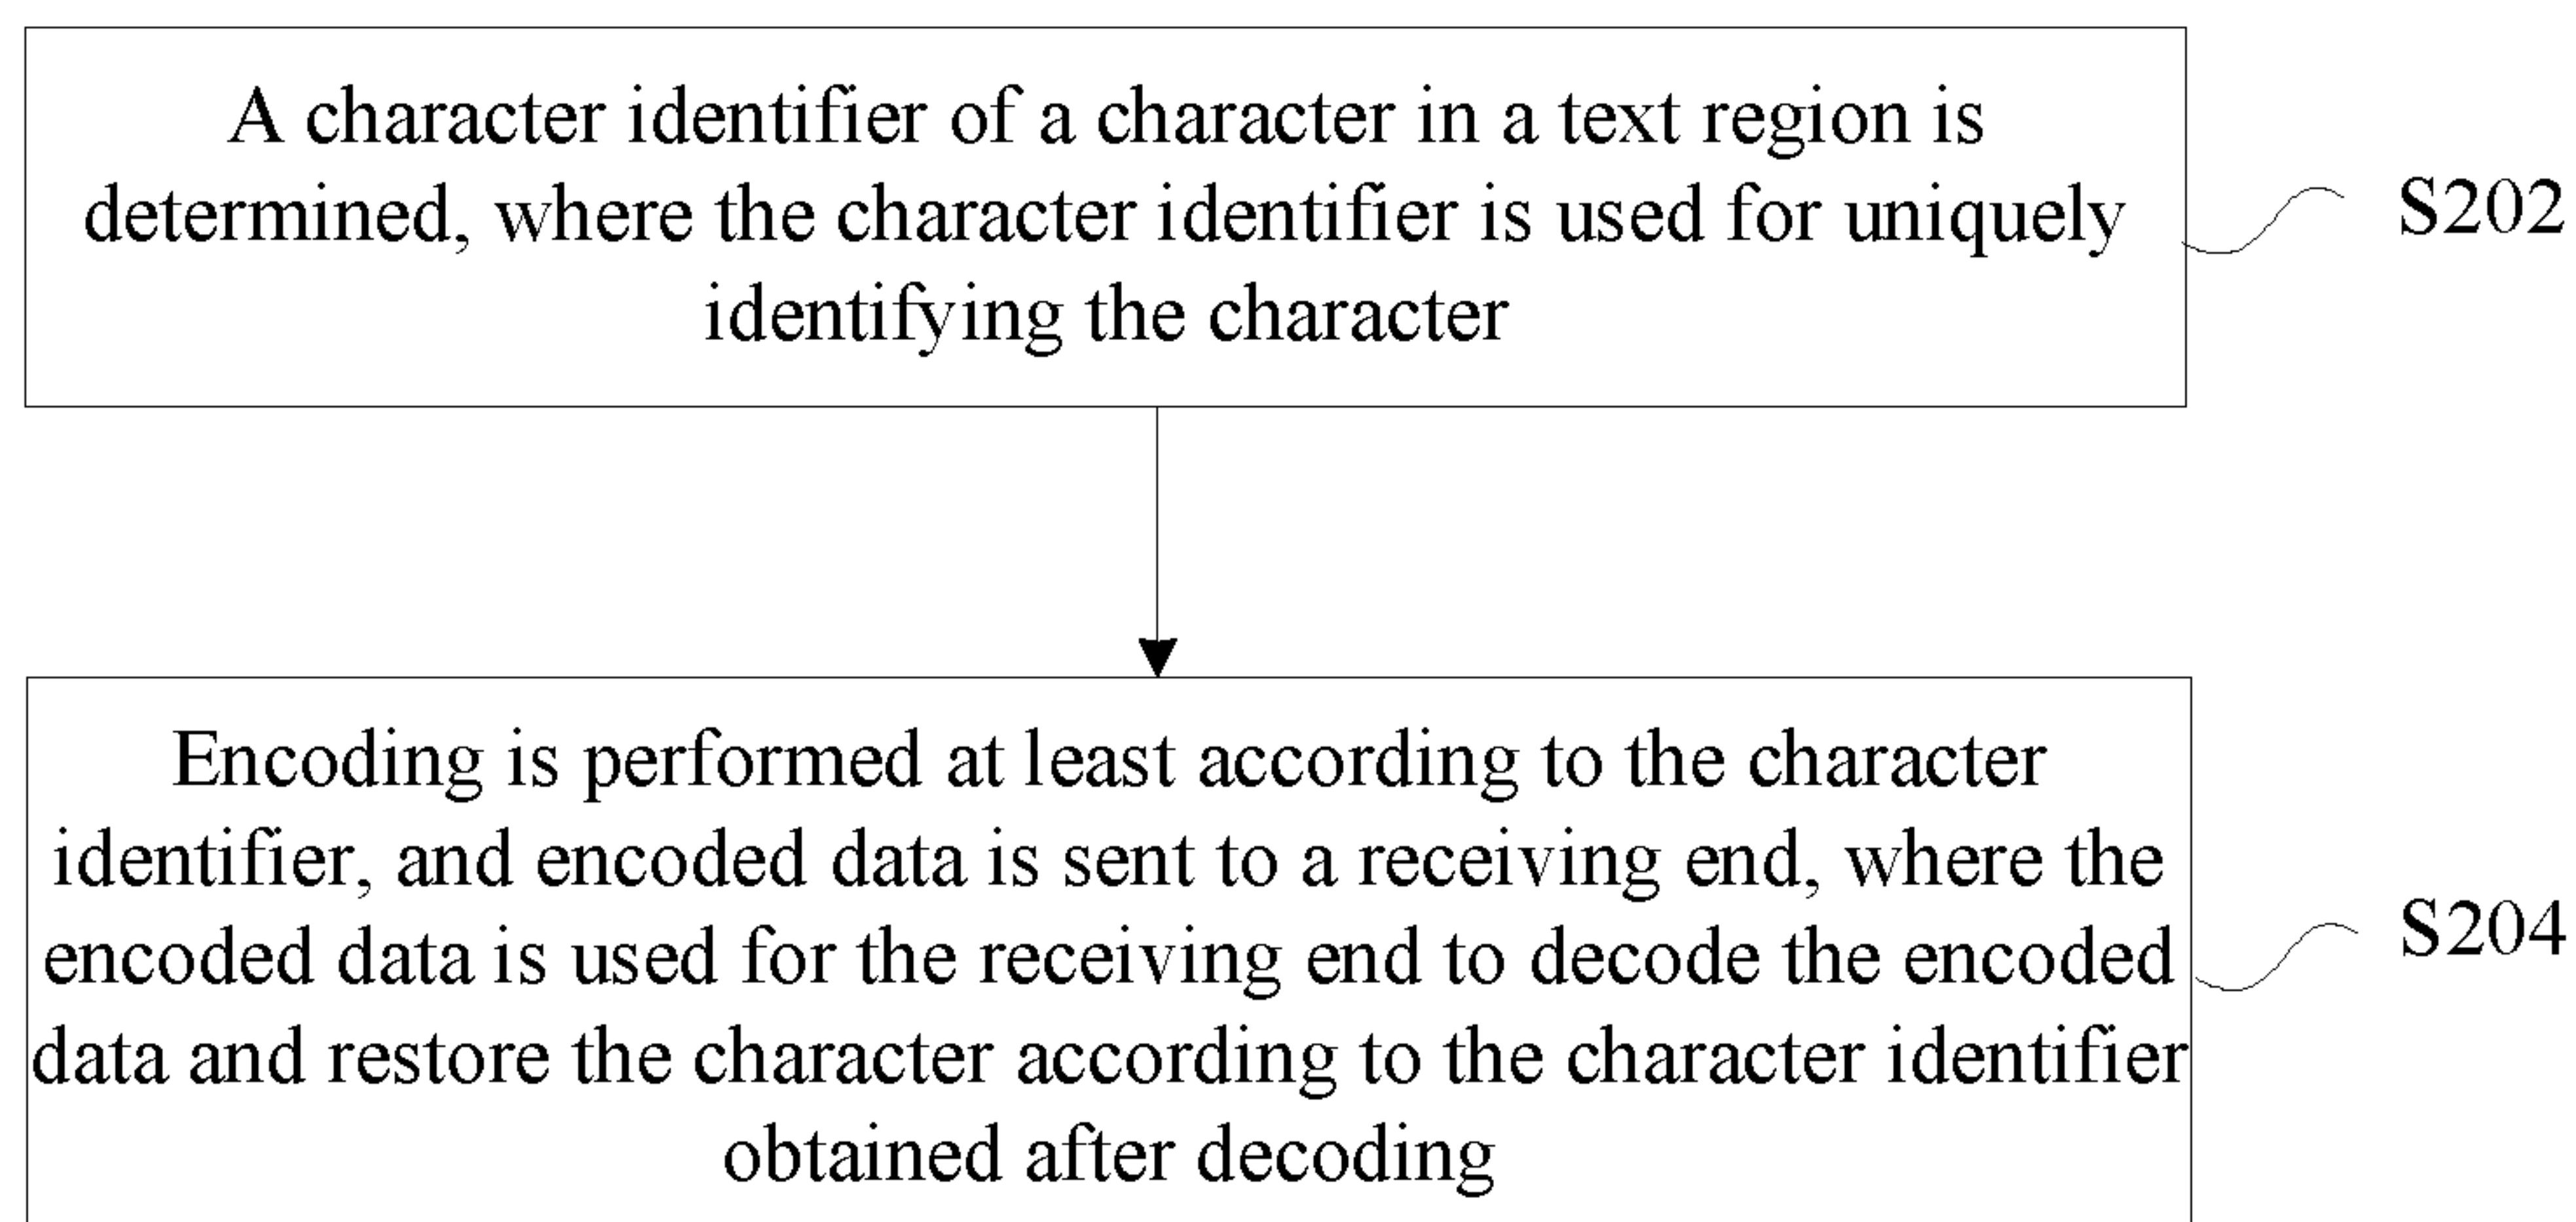 A character identifier of a character in a text region is
determined, where the character identifier is used for uniquely
identifying the character
S202
Encoding is performed at least according to the character
identifier, and encoded data is sent to a receiving end, where the
encoded data is used for the receiving end to decode the encoded
data and restore the character according to the character identifier
obtained after decoding
S204